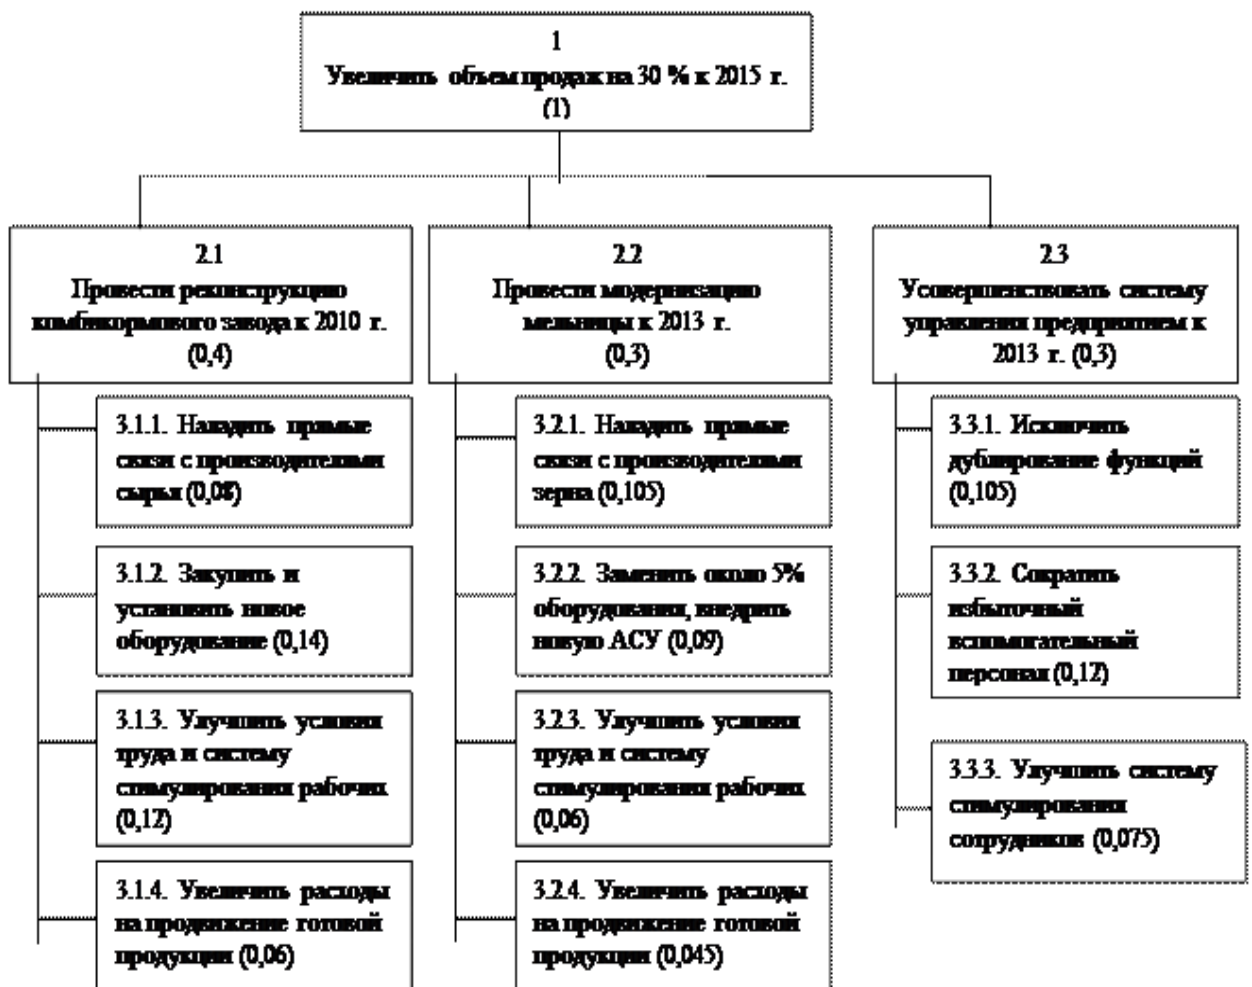 1
Увеличить объем продаж на 30 % к 2015 г.
(1)
2.1
Провести реконструкцию
комбикормового завода к 2010 г.
(0,4)
2.2
Провести модернизацию
мельницы к 2013 г.
(0,3)
2.3
Усовершенствовать систему
управления предприятием к
2013 г. (0,3)
3.1.1. Наладить прямые
связи с производителями
сырья (0,08)
3.1.2. Закупить и
установить новое
оборудование (0,14)
3.1.3. Улучшить условия
труда и систему
стимулирования рабочих
(0,12)
3.1.4. Увеличить расходы
на продвижение готовой
продукции (0,06)
3.2.1. Наладить прямые
связи с производителями
зерна (0,105)
3.2.2. Заменить около 5%
оборудования, внедрить
новую АСУ (0,09)
3.2.3. Улучшить условия
труда и систему
стимулирования рабочих
(0,06)
3.2.4. Увеличить расходы
на продвижение готовой
продукции (0,045)
3.3.1. Исключить
дублирование функций
(0,105)
3.3.2. Сократить
избыточный
вспомогательный
персонал (0,12)
3.3.3. Улучшить систему
стимулирования
сотрудников (0,075)